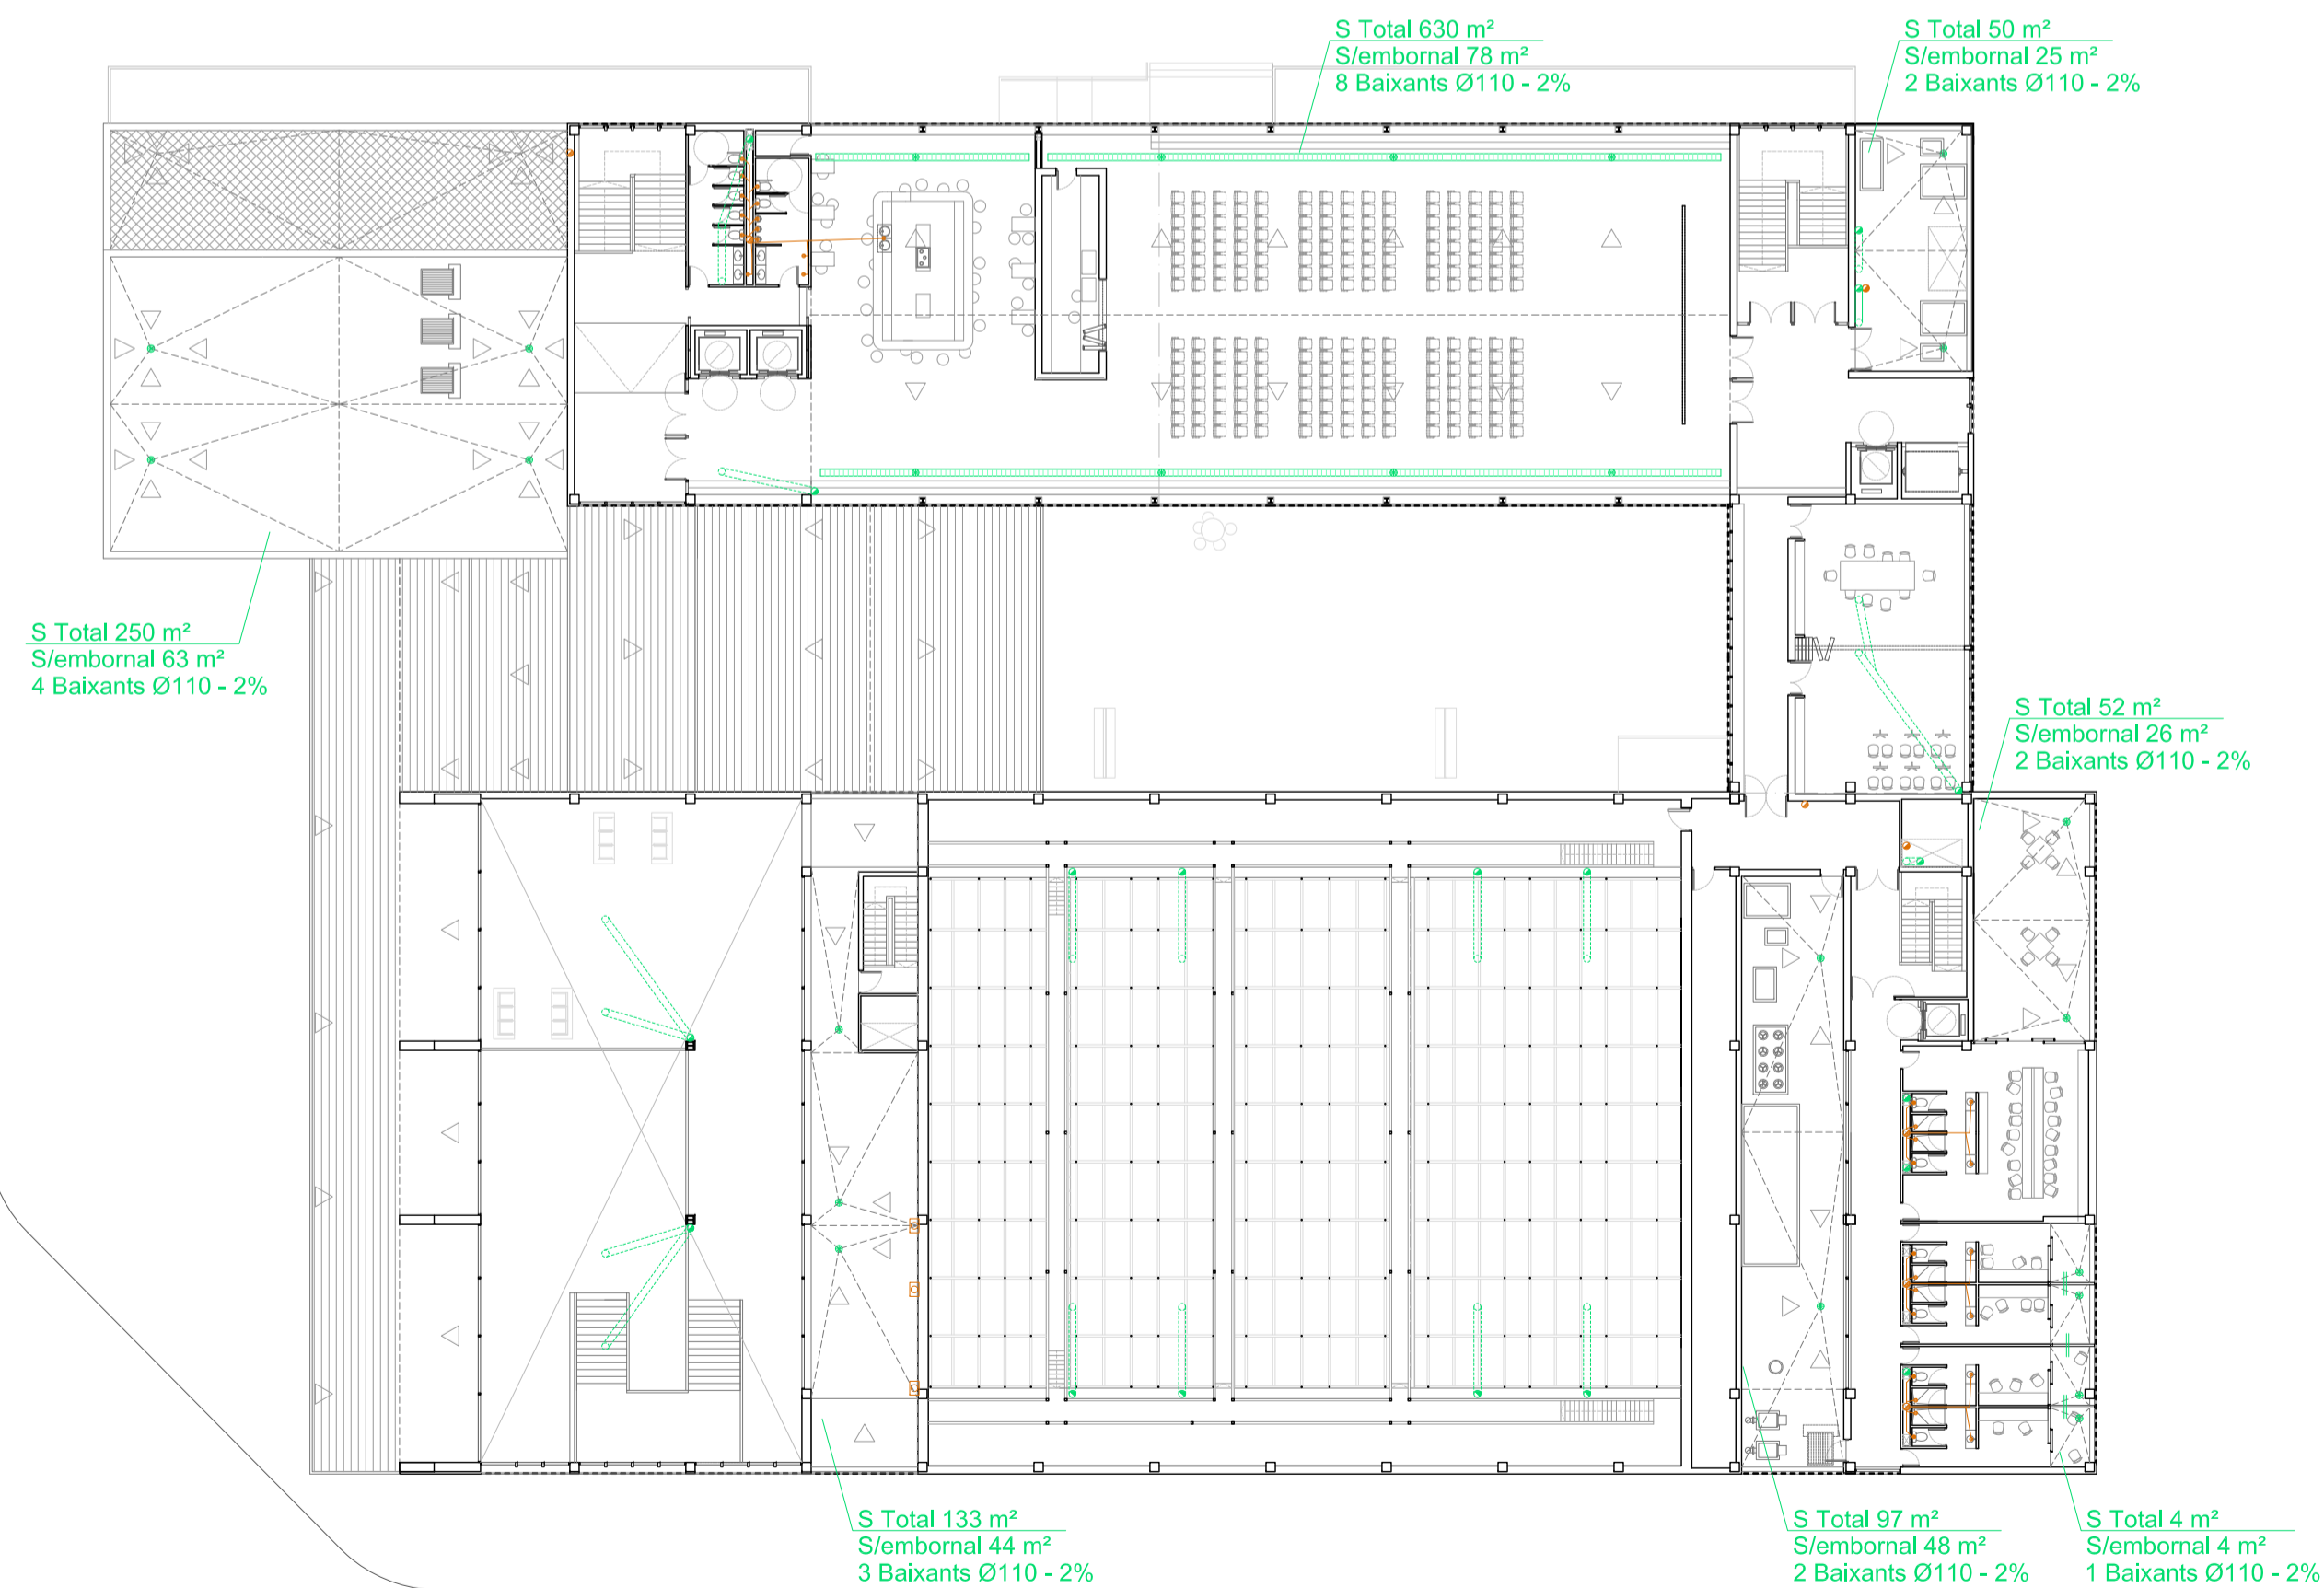 S Total 630 m²
S/embornal 78 m²
8 Baixants Ø110 - 2%
S Total 50 m²
S/embornal 25 m²
2 Baixants Ø110 - 2%
S Total 250 m²
S/embornal 63 m²
4 Baixants Ø110 - 2%
S Total 52 m²
S/embornal 26 m²
2 Baixants Ø110 - 2%
S Total 133 m²
S/embornal 44 m²
3 Baixants Ø110 - 2%
S Total 97 m²
S/embornal 48 m²
2 Baixants Ø110 - 2%
S Total 4 m²
S/embornal 4 m²
1 Baixants Ø110 - 2%